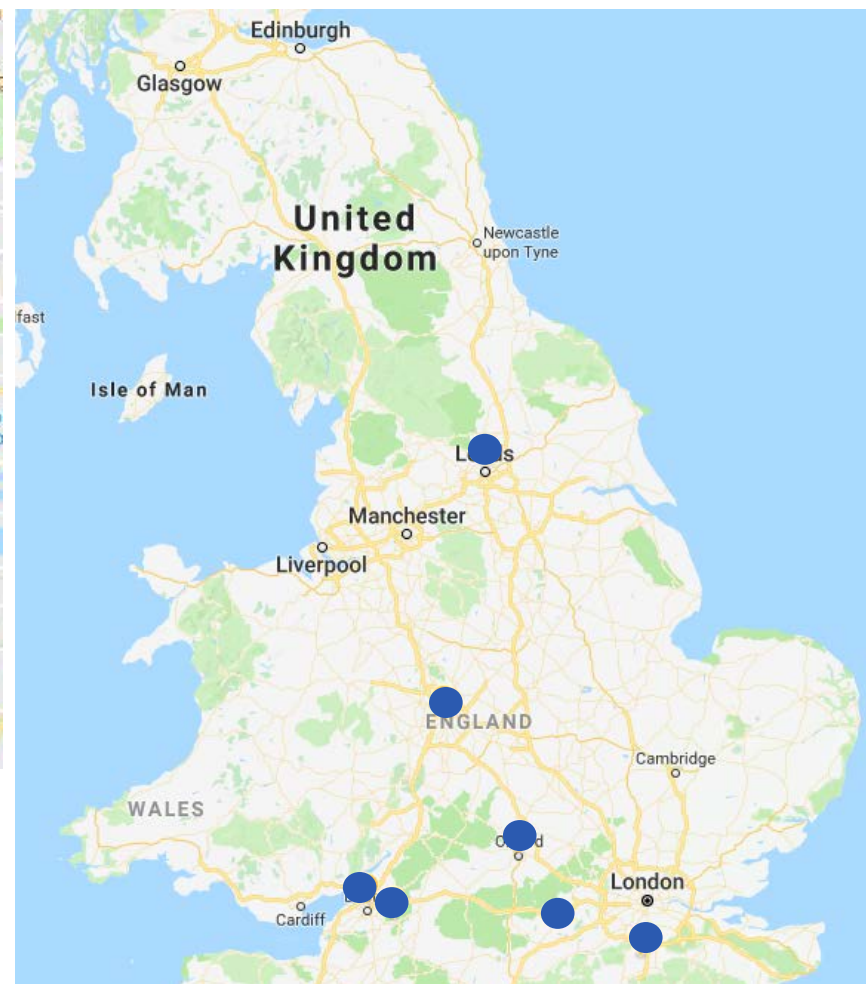 Edinburgh
Glasgow
United
Kingdom
Newcastle
upon Tyne
fast
Isle of Man
Manchester
Liverpool
ENGLAND
Cambridge
WALES
London
Cardiff